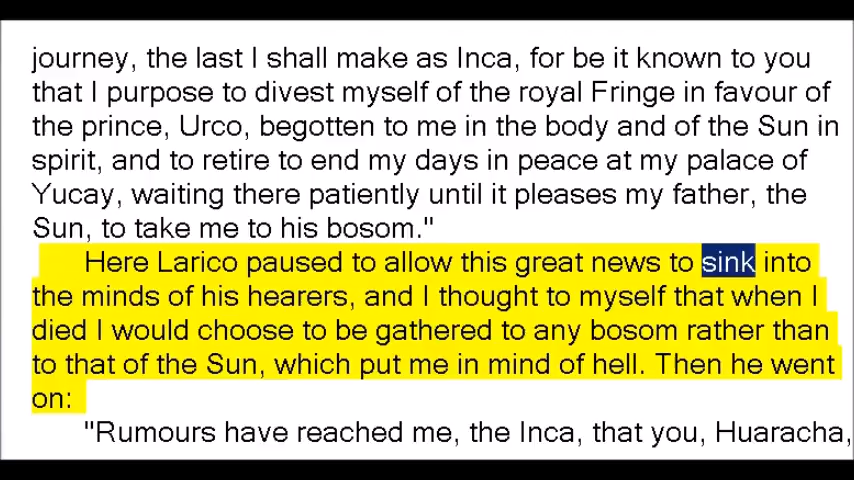 journey, the last I shall make as Inca, for be it known to you
that I purpose to divest myself of the royal Fringe in favour of
the prince, Urco, begotten to me in the body and of the Sun in
spirit, and to retire to end my days in peace at my palace of
Yucay, waiting there patiently until it pleases my father, the
Sun, to take me to his bosom."
Here Larico paused to allow this great news to sink into
the minds of his hearers, and I thought to myself that when I
died I would choose to be gathered to any bosom rather than
to that of the Sun, which put me in mind of hell. Then he went
on:
"Rumours have reached me, the Inca, that you, Huaracha,